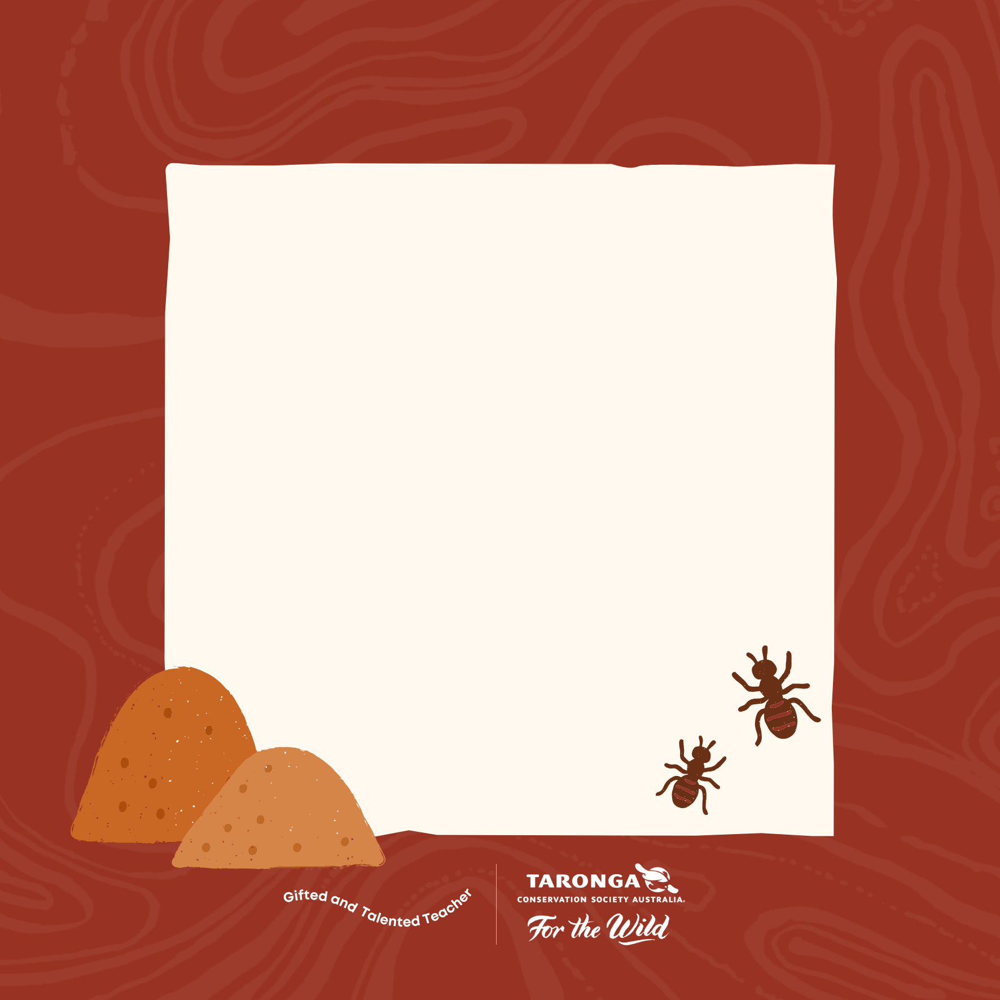 Gifted and Talented Teacher
TARONGA
CONSERVATION SOCIETY AUSTRALIA®
For the Wild